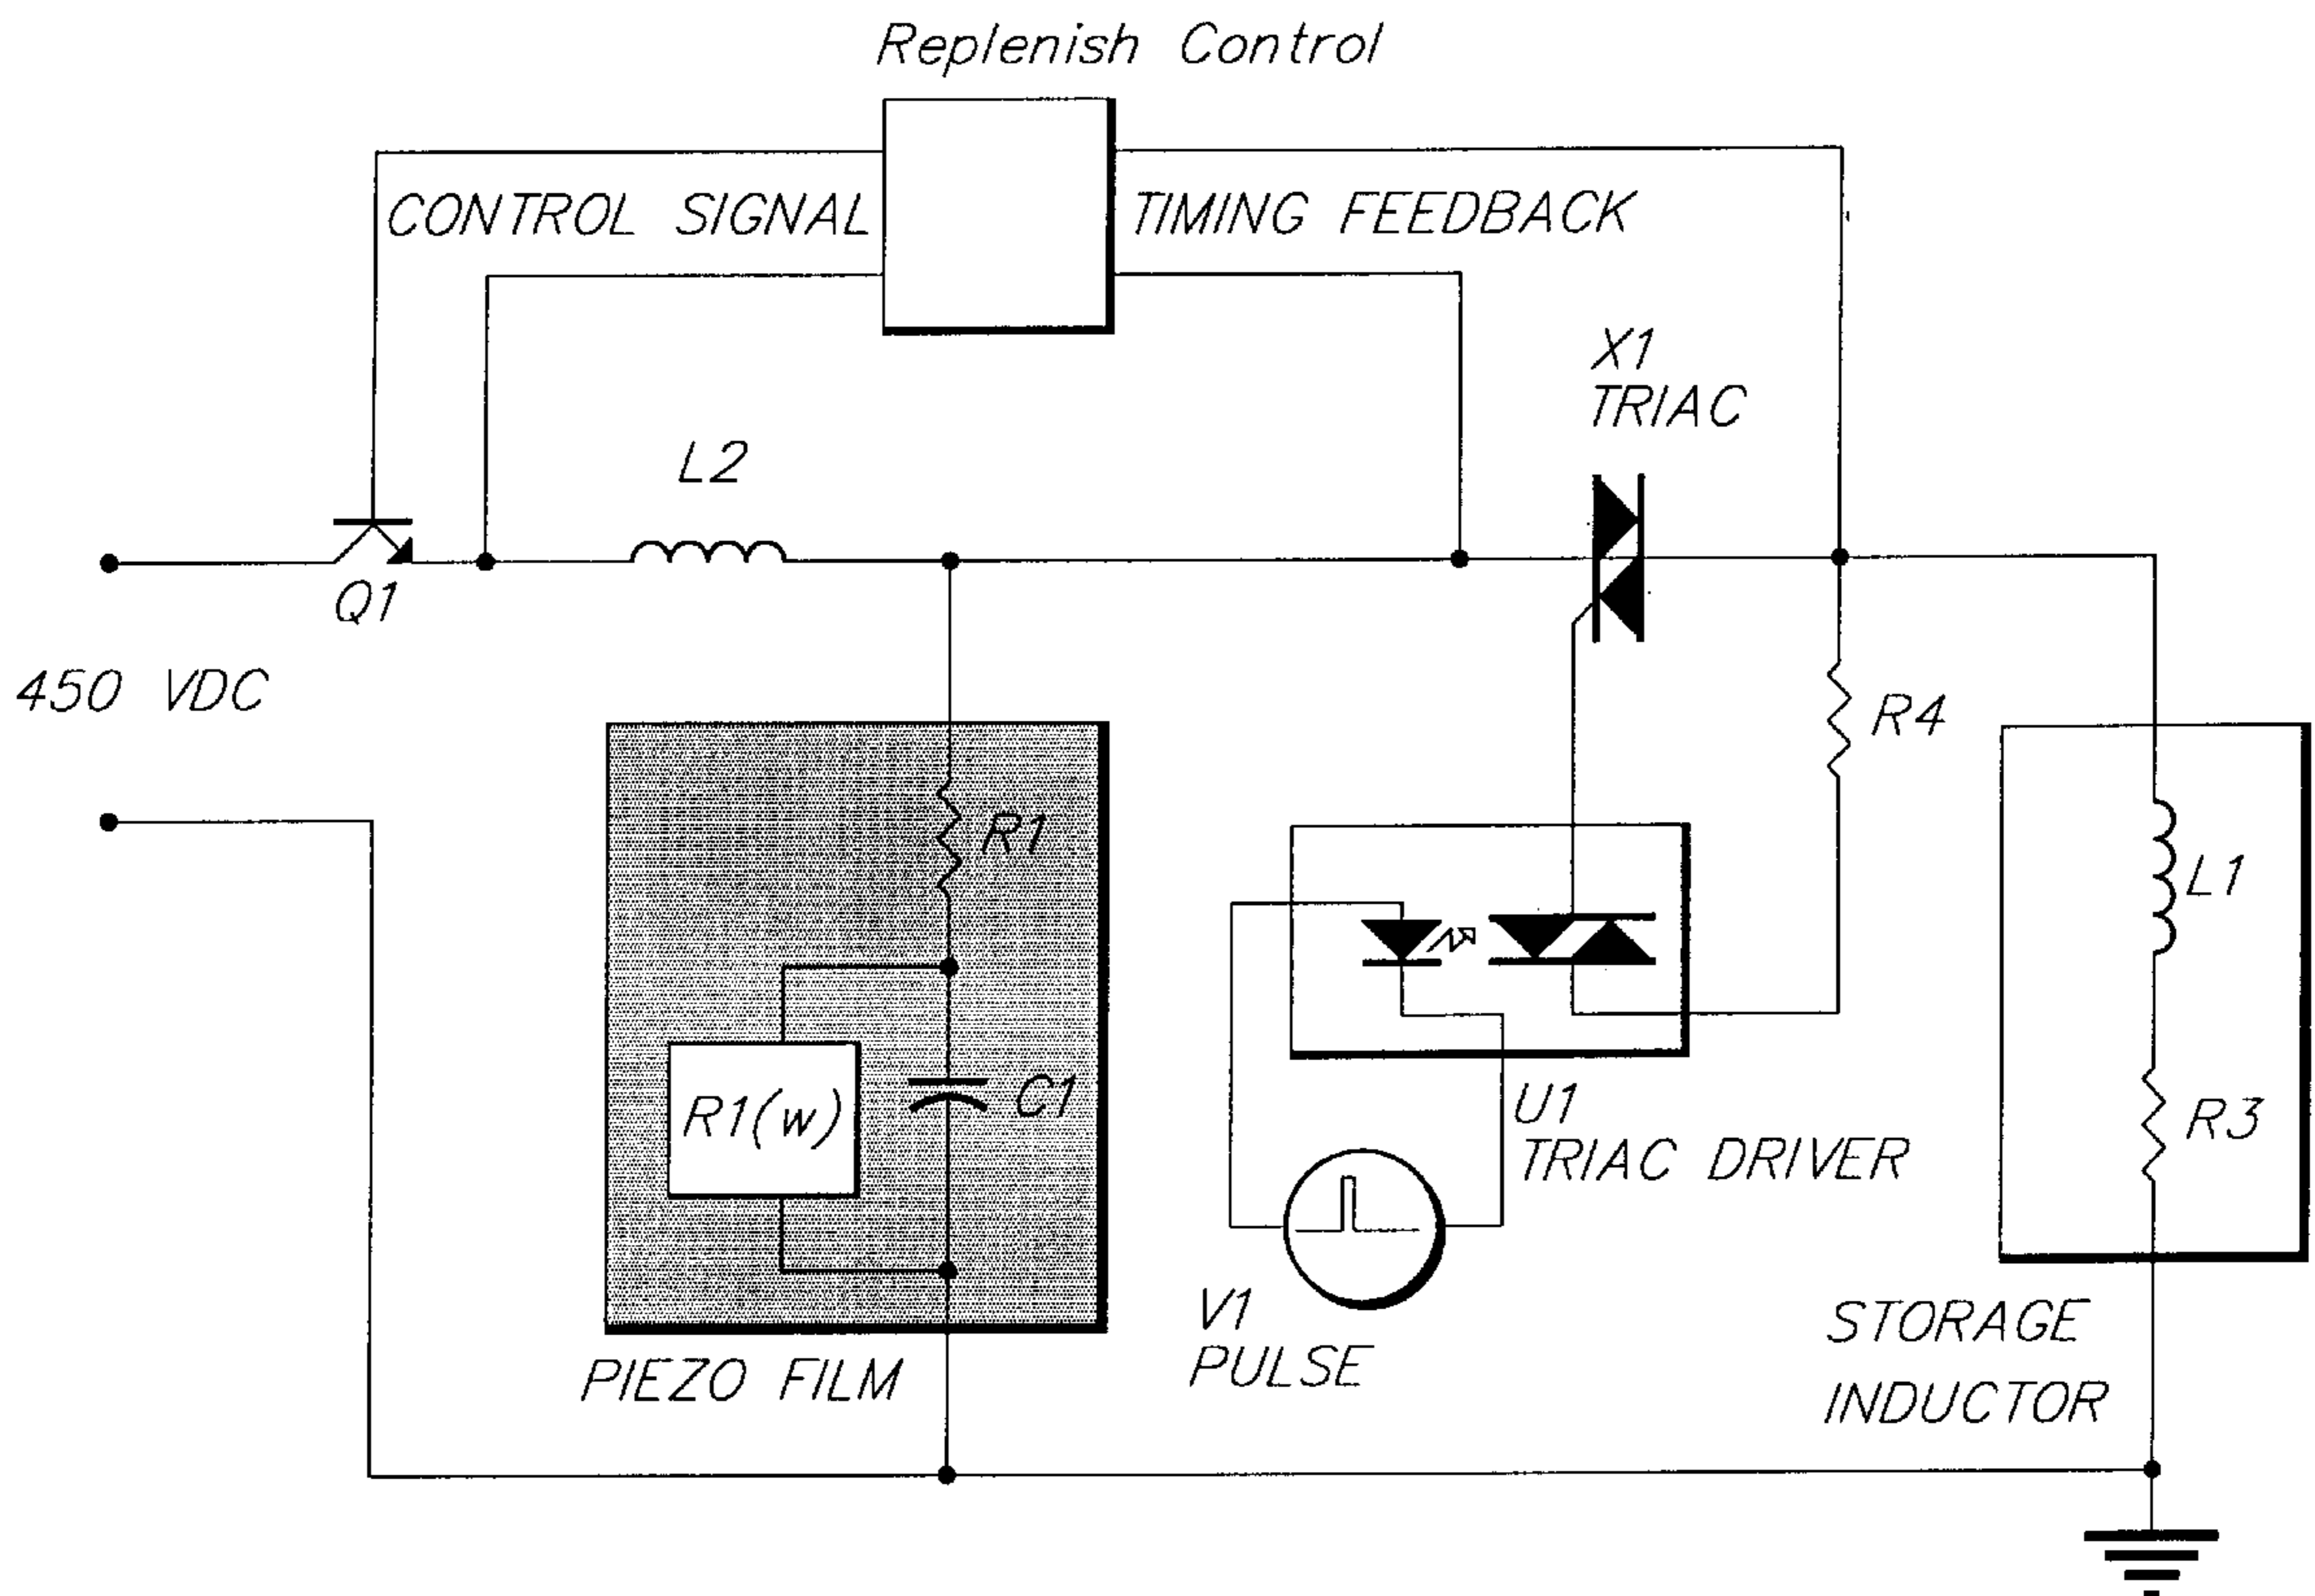 Replenish Control
CONTROL SIGNAL
TIMING FEEDBACK
X1
TRIAC
L2
Q1
450 VDC
R4
R1
L1
R1(w)
C1
U1
TRIAC DRIVER
R3
V1
PULSE
STORAGE
INDUCTOR
PIEZO FILM